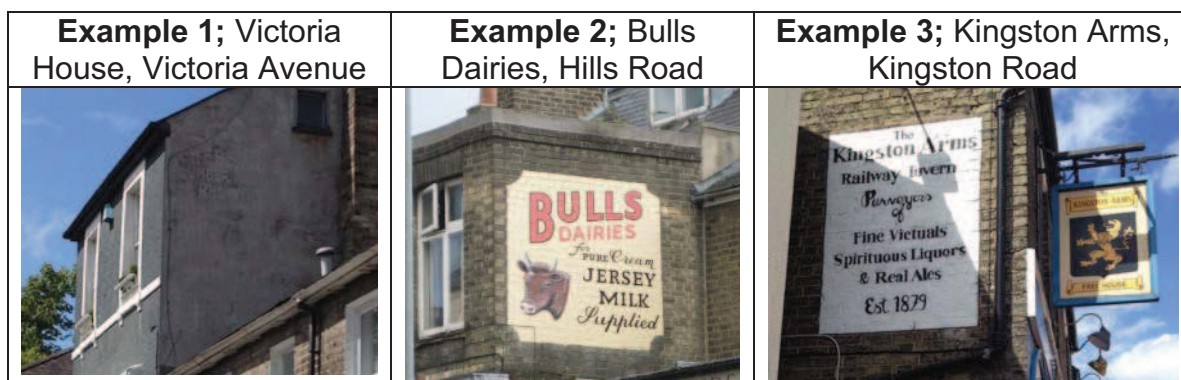 Example 1; Victoria
House, Victoria Avenue
Example 2; Bulls
Dairies, Hills Road
Example 3; Kingston Arms,
Kingston Road
BULLS
DAIRIES
for PURE Cream
JERSEY
MILK
Supplied
The
Kingston Arms
Railway Tavern
Purveyors
of
Fine Victuals
Spirituous Liquors
& Real Ales
Est. 1879
KINGSTON ARMS
FREE HOUSE